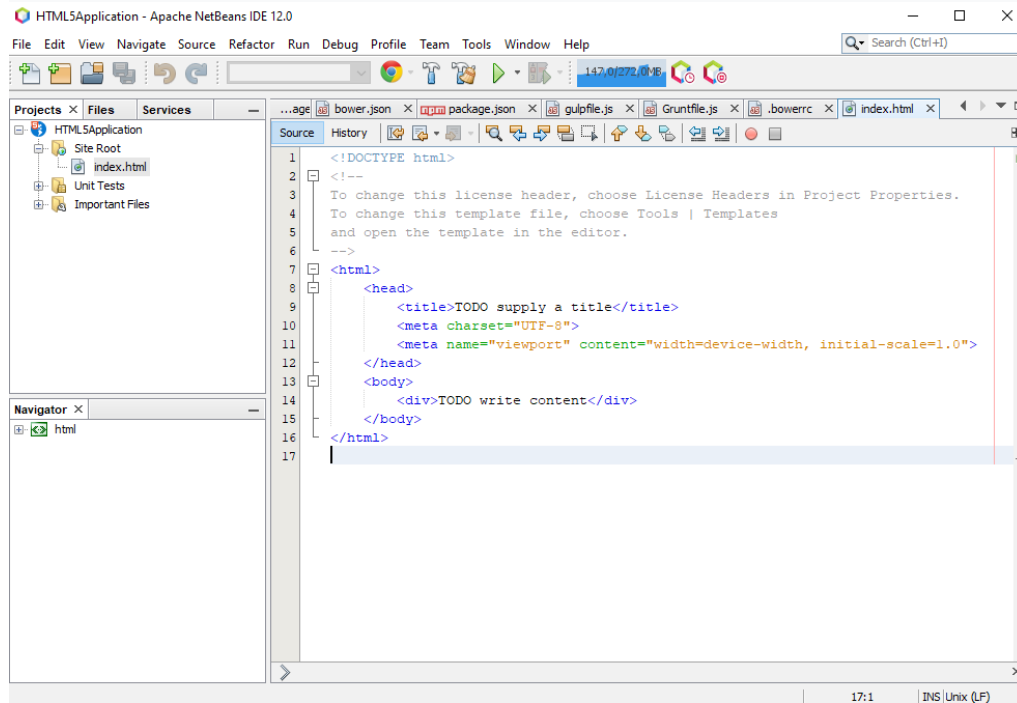 HTML5Application - Apache NetBeans IDE 12.0
File Edit View Navigate Source Refactor Run Debug Profile Team Tools Window Help
Search (Ctrl+I)
147,0/272,0MB
Projects Files Services
HTML5Application
Site Root
index.html
Unit Tests
Important Files
Navigator
html
...age bower.json npm package.json gulpfile.js Gruntfile.js .bowerrc index.html
Source History
1 <!DOCTYPE html>
2 <!--
3 To change this license header, choose License Headers in Project Properties.
4 To change this template file, choose Tools | Templates
5 and open the template in the editor.
6 -->
7 <html>
8 <head>
9 <title>TODO supply a title</title>
10 <meta charset="UTF-8">
11 <meta name="viewport" content="width=device-width, initial-scale=1.0">
12 </head>
13 <body>
14 <div>TODO write content</div>
15 </body>
16 </html>
17
17:1 INS Unix (LF)